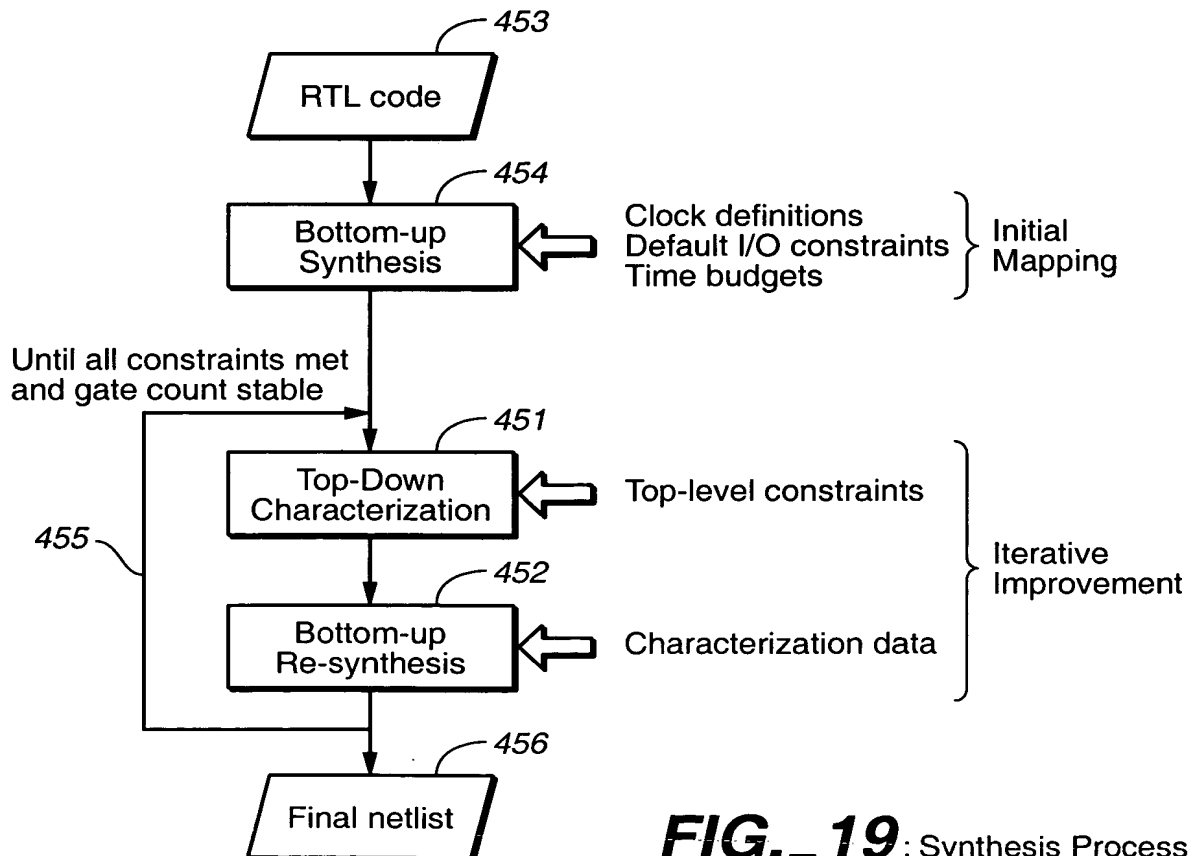 453
RTL code
454
Bottom-up
Synthesis
Clock definitions
Default I/O constraints
Time budgets
Initial
Mapping
Until all constraints met
and gate count stable
451
Top-Down
Characterization
Top-level constraints
455
Iterative
Improvement
452
Bottom-up
Re-synthesis
Characterization data
456
Final netlist
FIG._19: Synthesis Process